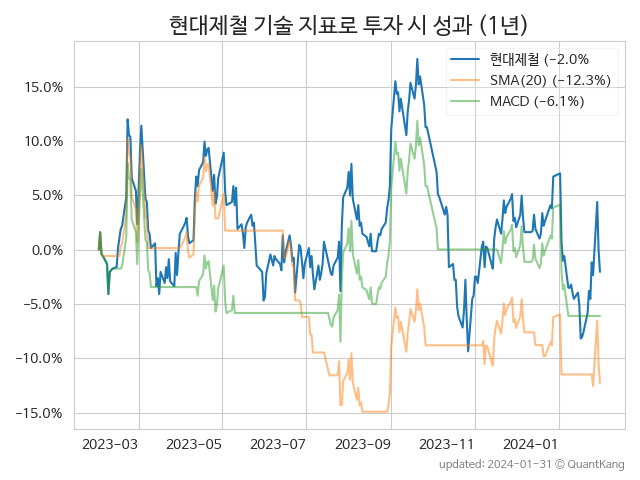 현대제철 기술 지표로 투자 시 성과 (1년)
현대제철 (−2.0%
SMA(20) (−12.3%)
MACD (−6.1%)
15.0%
10.0%
5.0%
0.0%
−5.0%
−10.0%
−15.0%
2023-03 2023-05 2023-07 2023-09 2023-11 2024-01
updated: 2024-01-31 © QuantKang